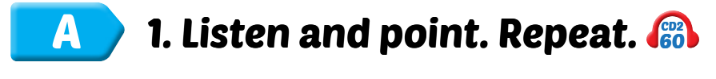 A 1. Listen and point. Repeat. CD2 60